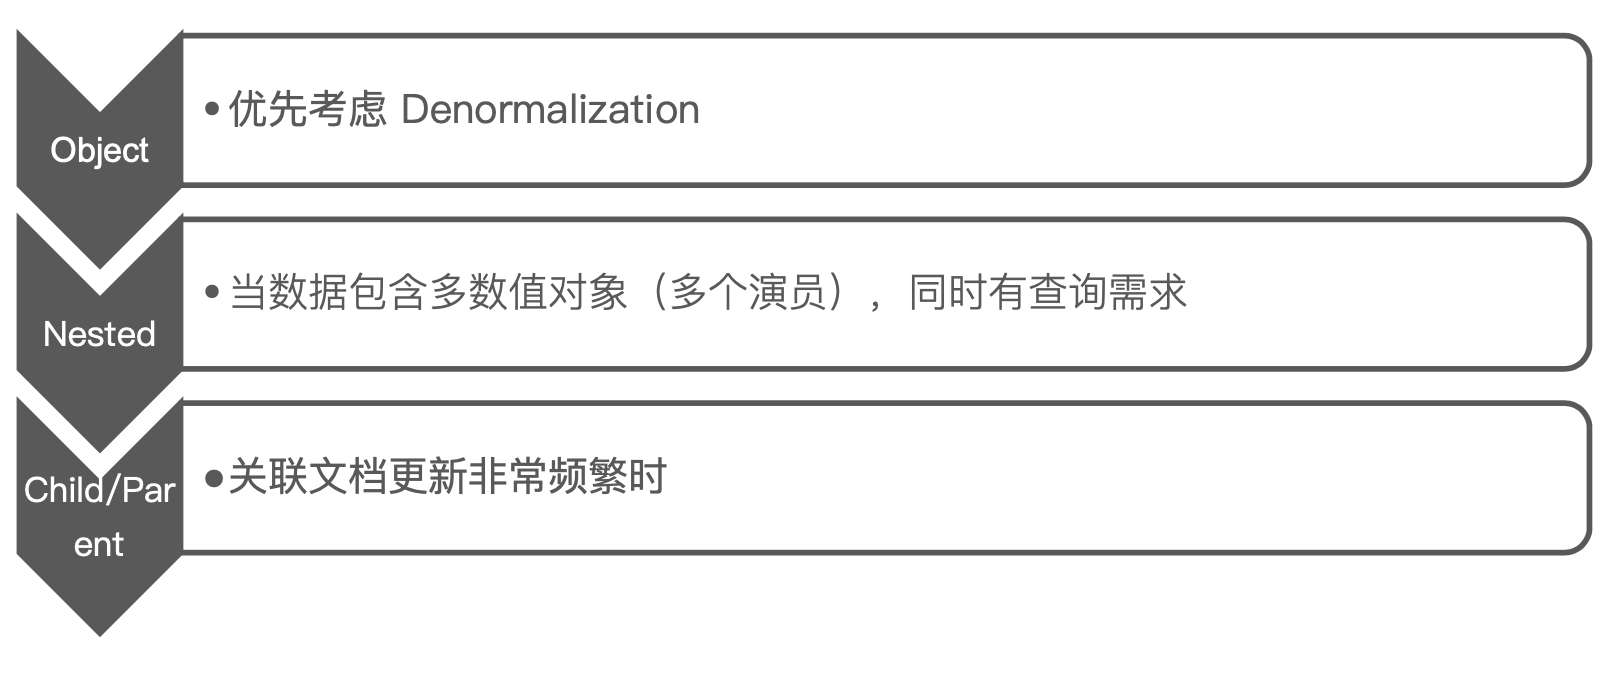 Object
•优先考虑 Denormalization
Nested
•当数据包含多数值对象（多个演员），同时有查询需求
Child/Par
ent
•关联文档更新非常频繁时